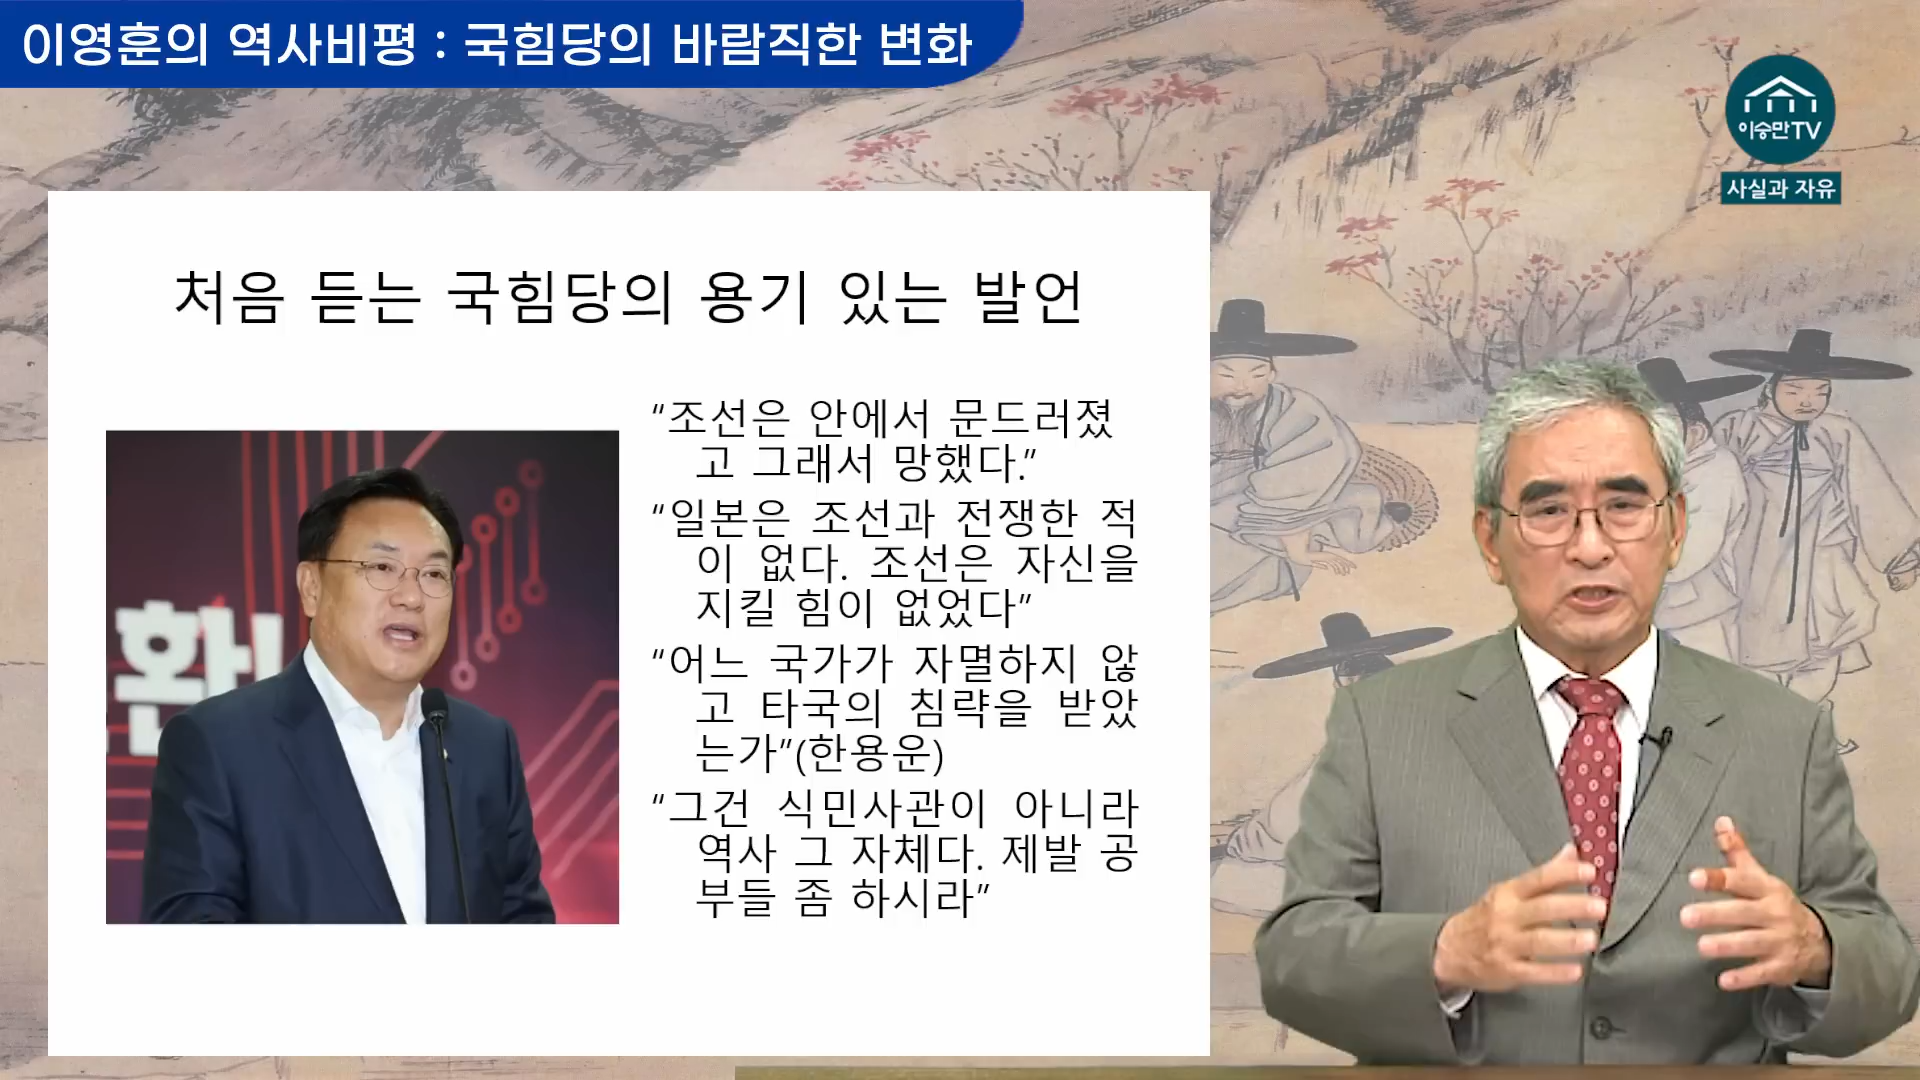 이영훈의 역사비평 : 국힘당의 바람직한 변화
이승만TV
사실과 자유
처음 듣는 국힘당의 용기 있는 발언
“조선은 안에서 문드러졌
고 그래서 망했다.”
“일본은 조선과 전쟁한 적
이 없다. 조선은 자신을
지킬 힘이 없었다”
“어느 국가가 자멸하지 않
고 타국의 침략을 받았
는가”(한용운)
“그건 식민사관이 아니라
역사 그 자체다. 제발 공
부들 좀 하시라”
환